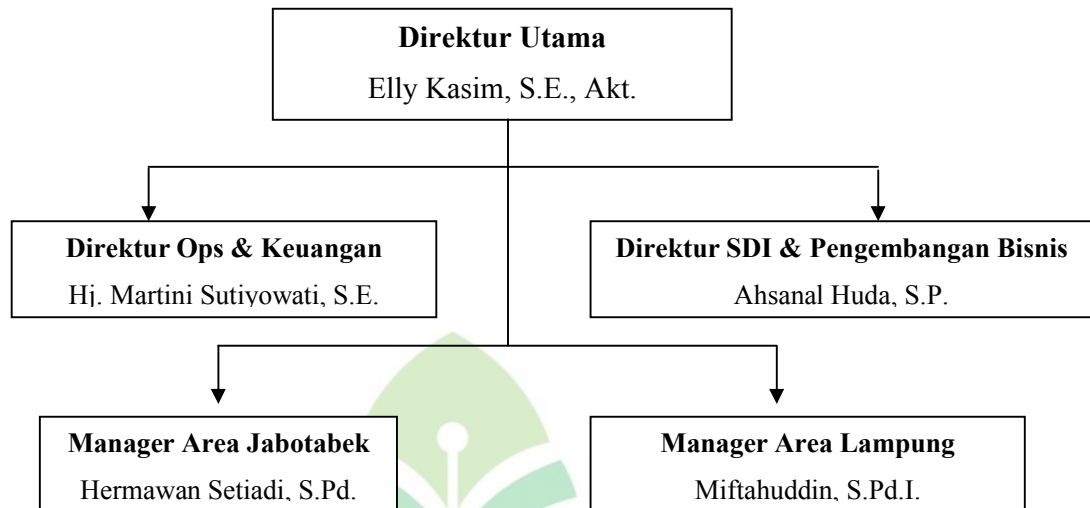 Direktur Utama
Elly Kasim, S.E., Akt.
Direktur Ops & Keuangan
Hj. Martini Sutiyowati, S.E.
Direktur SDI & Pengembangan Bisnis
Ahsanal Huda, S.P.
Manager Area Jabotabek
Hermawan Setiadi, S.Pd.
Manager Area Lampung
Miftahuddin, S.Pd.I.